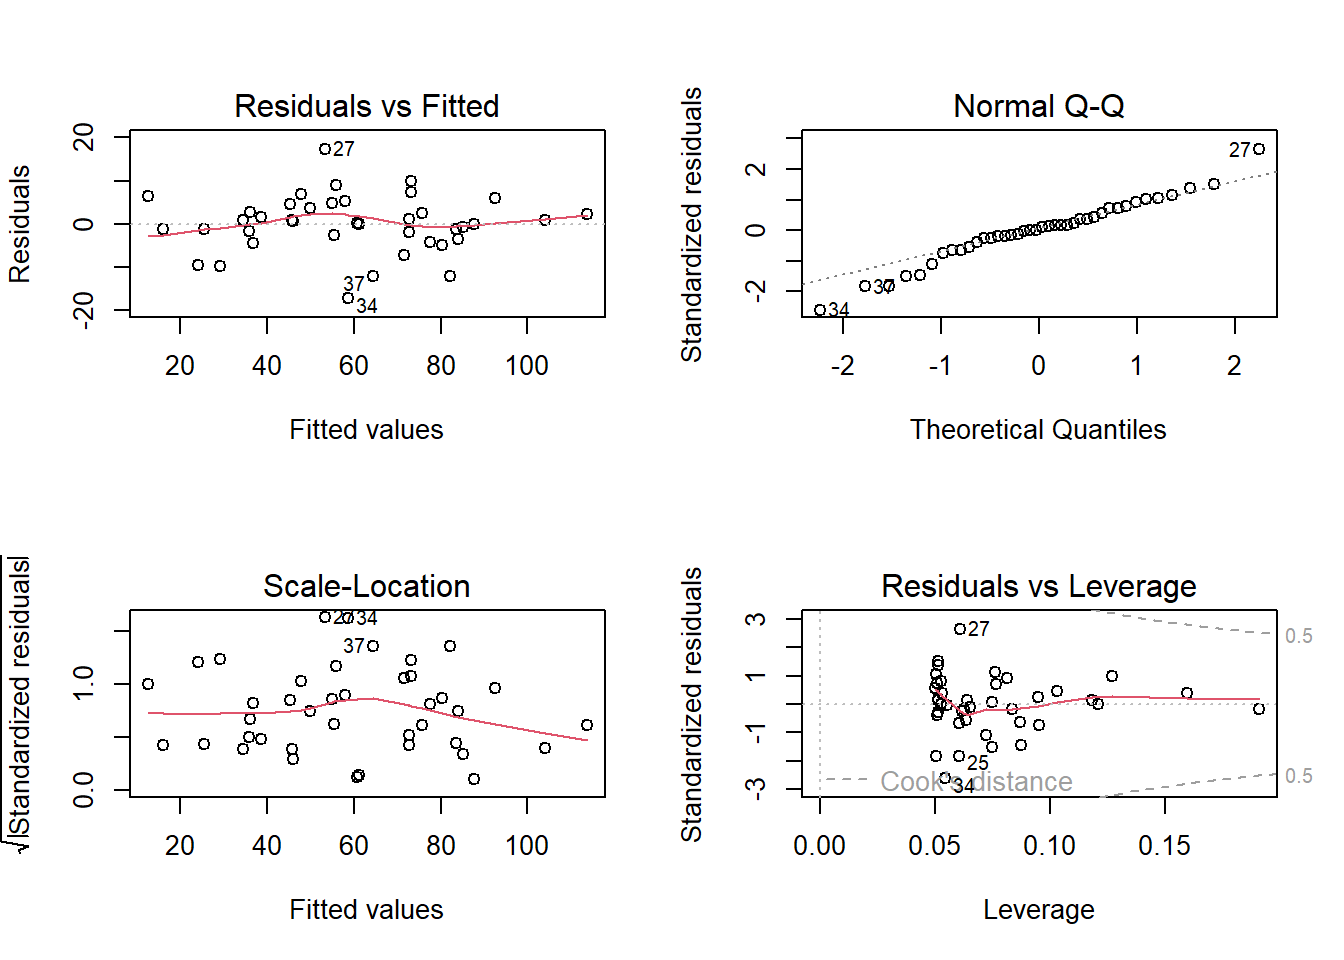 Residuals vs Fitted
Residuals
20
0
-20
27
37
34
20 40 60 80 100
Fitted values
Normal Q-Q
Standardized residuals
2
0
-2
27
37
34
-2 -1 0 1 2
Theoretical Quantiles
Scale-Location
√|Standardized residuals|
1.0
0.0
27
34
37
20 40 60 80 100
Fitted values
Residuals vs Leverage
Standardized residuals
3
1
-1
-3
27
25
34
Cook's distance
0.5
0.5
0.00 0.05 0.10 0.15
Leverage